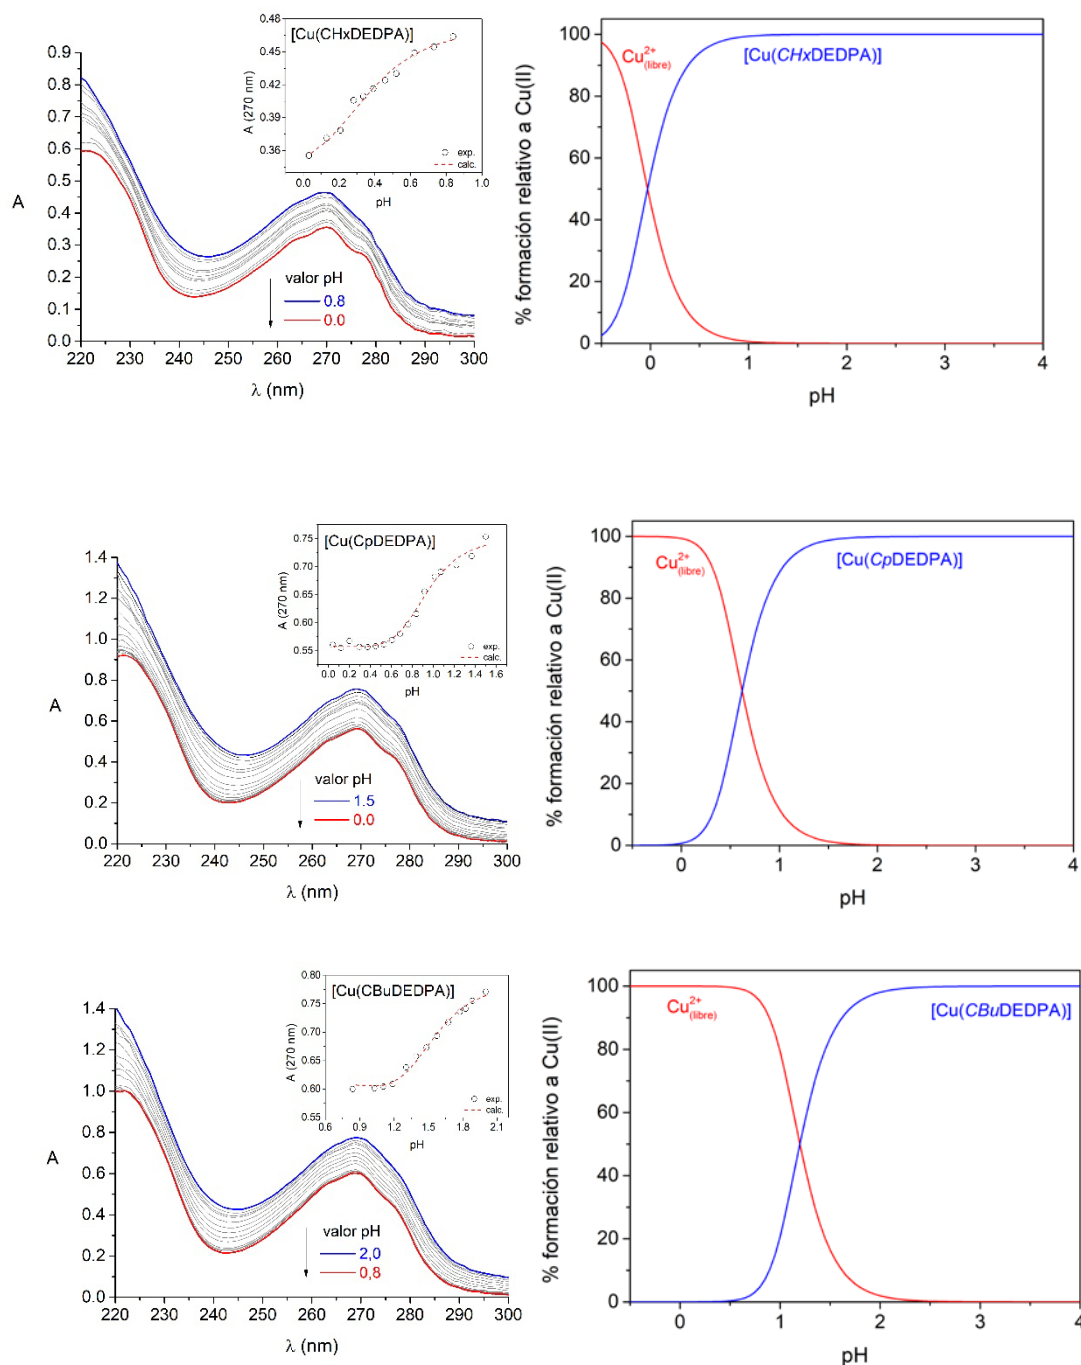 [Cu(CHxDEDPA)]
0.48
0.44
0.40
0.36
A (270 nm)
0.0 0.2 0.4 0.6 0.8 1.0
pH
exp.
calc.
0.9
0.8
0.7
0.6
0.5
0.4
0.3
0.2
0.1
0.0
A
valor pH
0.8
0.0
220 230 240 250 260 270 280 290 300
λ (nm)
100
80
60
40
20
0
% formación relativo a Cu(II)
Cu2+(libre)
[Cu(CHxDEDPA)]
0 1 2 3 4
pH
[Cu(CpDEDPA)]
0.75
0.70
0.65
0.60
0.55
A (270 nm)
0.0 0.2 0.4 0.6 0.8 1.0 1.2 1.4 1.6
pH
exp.
calc.
1.4
1.2
1.0
0.8
0.6
0.4
0.2
0.0
A
valor pH
1.5
0.0
220 230 240 250 260 270 280 290 300
λ (nm)
100
80
60
40
20
0
% formación relativo a Cu(II)
Cu2+(libre)
[Cu(CpDEDPA)]
0 1 2 3 4
pH
[Cu(CBuDEDPA)]
0.80
0.75
0.70
0.65
0.60
0.55
A (270 nm)
0.6 0.9 1.2 1.5 1.8 2.1
pH
exp.
calc.
1.4
1.2
1.0
0.8
0.6
0.4
0.2
0.0
A
valor pH
2,0
0,8
220 230 240 250 260 270 280 290 300
λ (nm)
100
80
60
40
20
0
% formación relativo a Cu(II)
Cu2+(libre)
[Cu(CBuDEDPA)]
0 1 2 3 4
pH